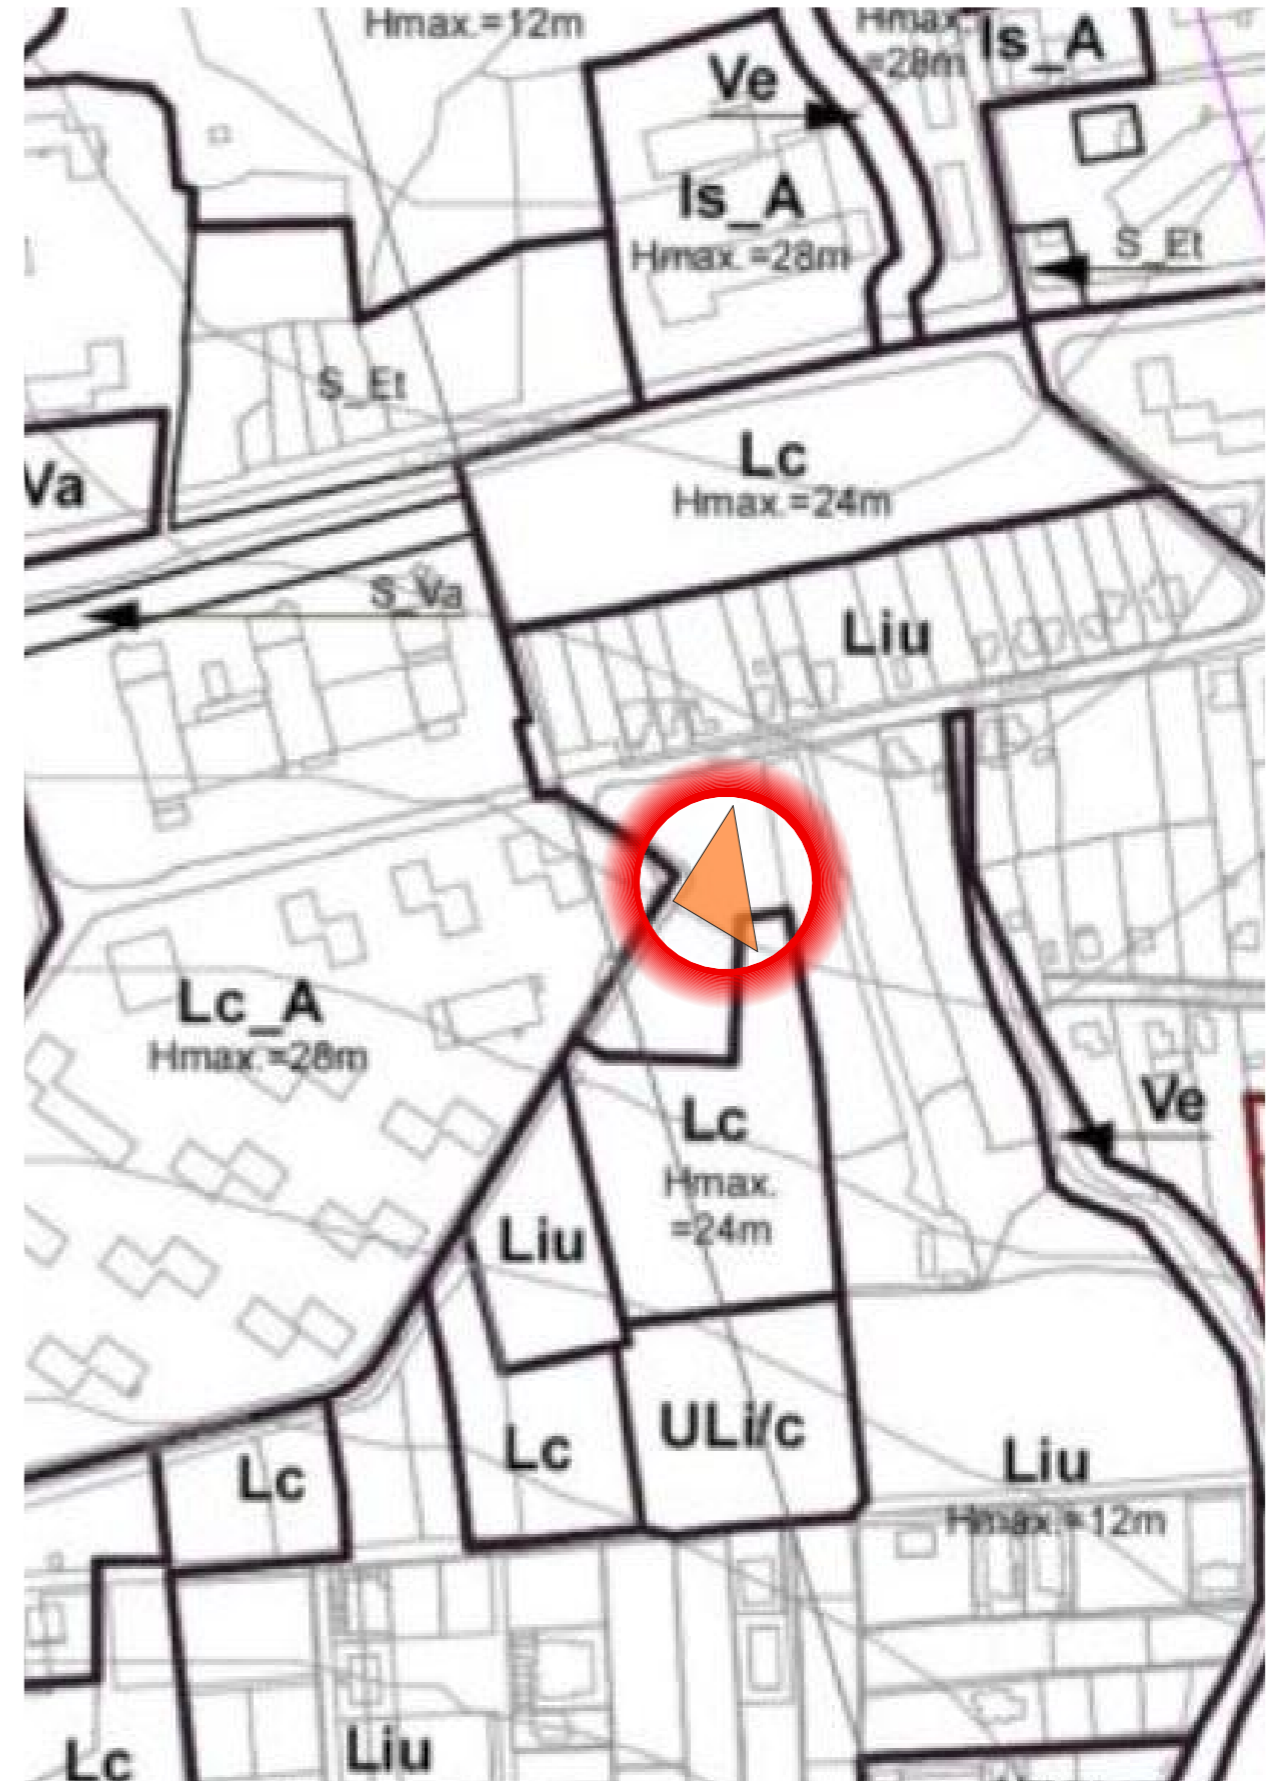 Hmax.=12m
Hmax.
=28m
Is_A
Ve
Is_A
Hmax.=28m
S_Et
S_Et
Va
Lc
Hmax.=24m
S_Va
Liu
Lc_A
Hmax.=28m
Lc
Hmax.
=24m
Ve
Liu
ULi/c
Lc
Lc
Liu
Hmax.=12m
Lc
Liu